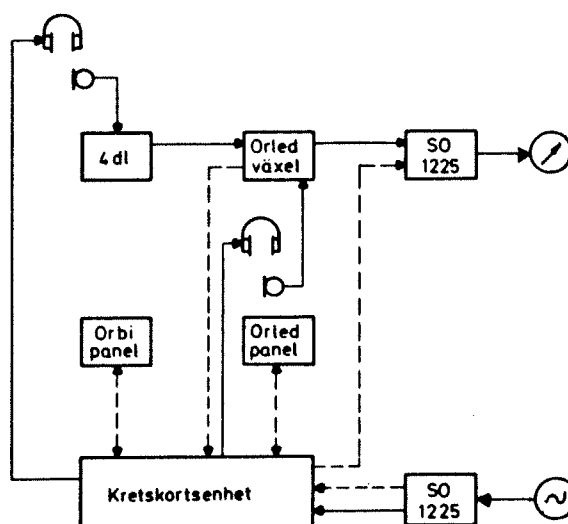 4 dl
Orled
växel
SO
1225
Orbi
panel
Orled
panel
Kretskortsenhet
SO
1225